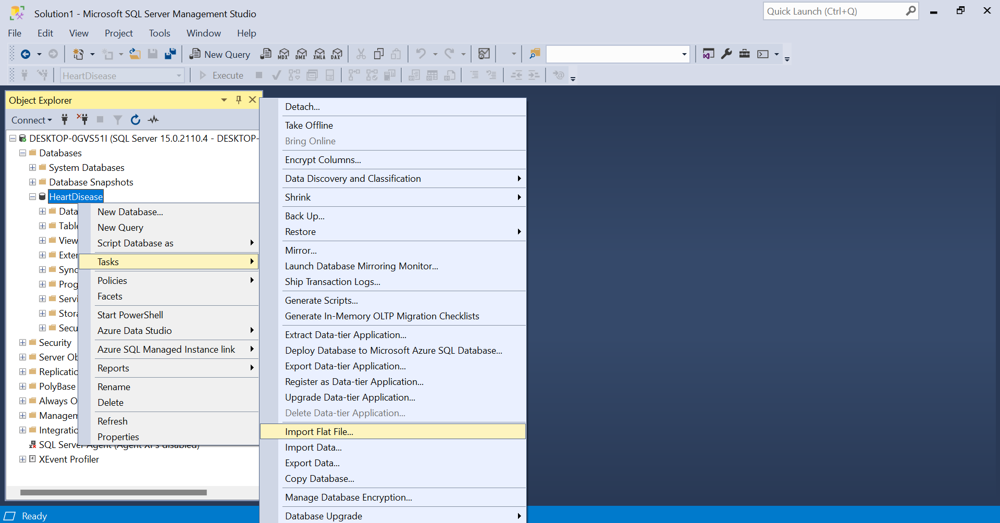 Solution1 - Microsoft SQL Server Management Studio
Quick Launch (Ctrl+Q)
File Edit View Project Tools Window Help
New Query MDX DMX XMLA DAX
HeartDisease Execute
Object Explorer
Connect
DESKTOP-0GVS51I (SQL Server 15.0.2110.4 - DESKTOP-
Databases
System Databases
Database Snapshots
HeartDisease
Data
Table
View
Exter
Sync
Prog
Servi
Stora
Secu
Security
Server Ob
Replicatio
PolyBase
Always O
Managem
Integratio
SQL Server Agent (Agent XPs disabled)
XEvent Profiler
New Database...
New Query
Script Database as
Tasks
Policies
Facets
Start PowerShell
Azure Data Studio
Azure SQL Managed Instance link
Reports
Rename
Delete
Refresh
Properties
Detach...
Take Offline
Bring Online
Encrypt Columns...
Data Discovery and Classification
Shrink
Back Up...
Restore
Mirror...
Launch Database Mirroring Monitor...
Ship Transaction Logs...
Generate Scripts...
Generate In-Memory OLTP Migration Checklists
Extract Data-tier Application...
Deploy Database to Microsoft Azure SQL Database...
Export Data-tier Application...
Register as Data-tier Application...
Upgrade Data-tier Application...
Delete Data-tier Application...
Import Flat File...
Import Data...
Export Data...
Copy Database...
Manage Database Encryption...
Database Upgrade
Ready